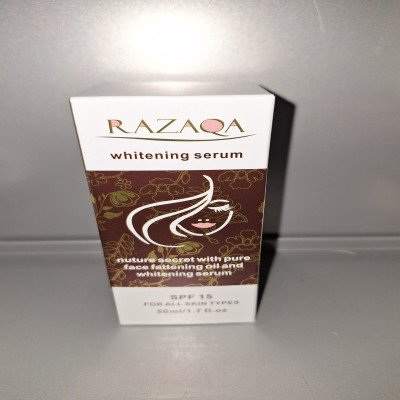 RAZAQA
whitening serum
nuture secret with pure
face fattening oil and
whitening serum
SPF 15
FOR ALL SKIN TYPES
50ml/1.7 fl.oz